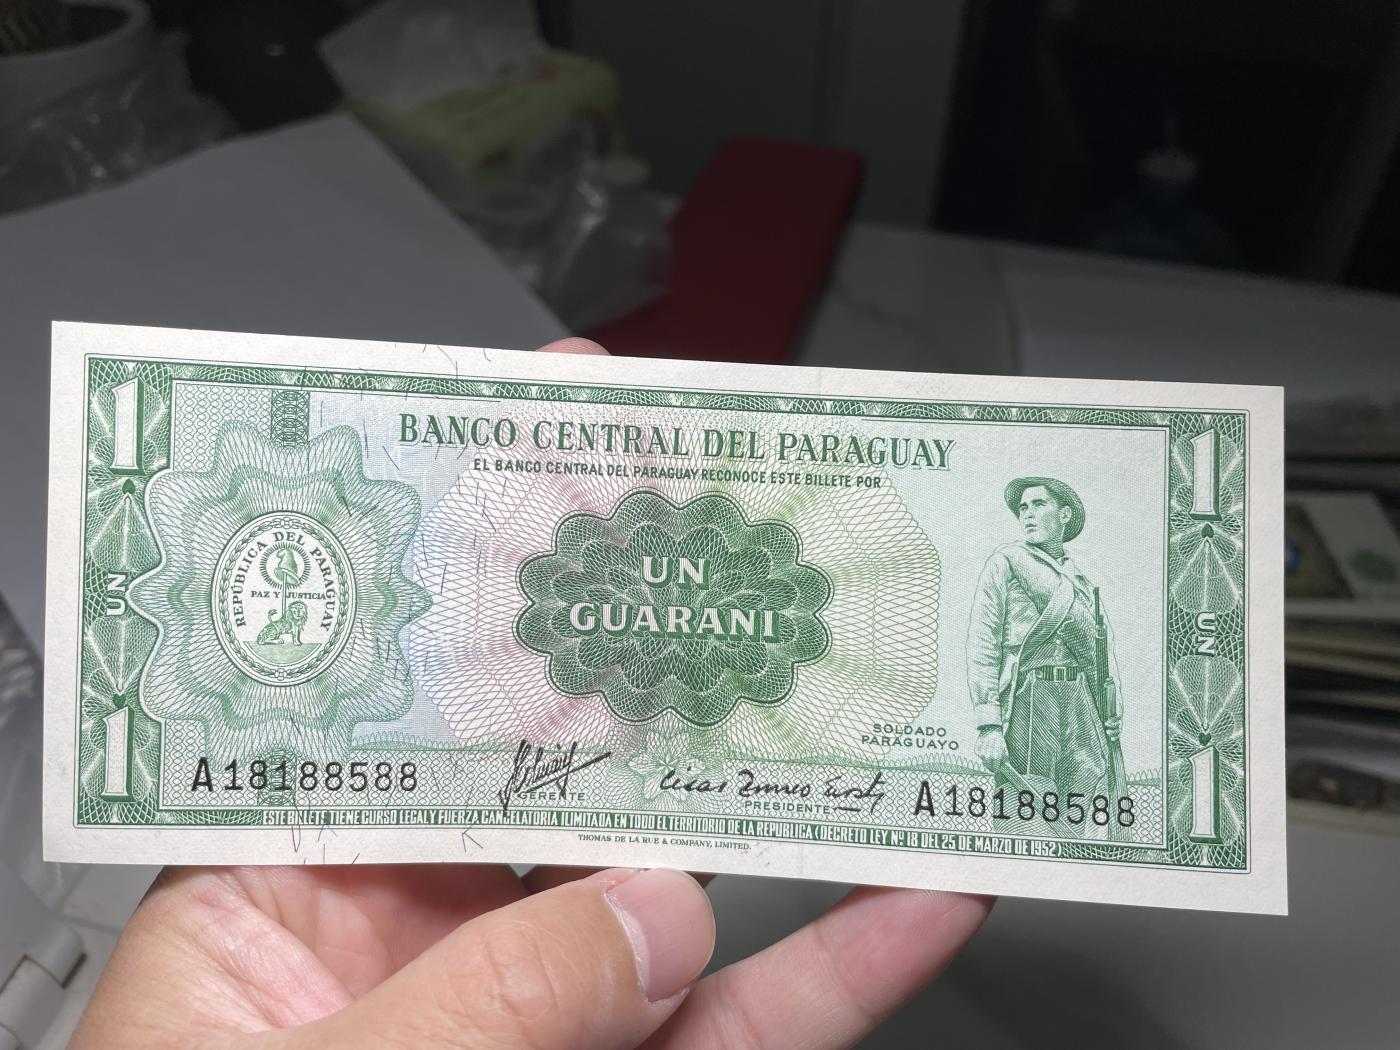 1
1
BANCO CENTRAL DEL PARAGUAY
EL BANCO CENTRAL DEL PARAGUAY RECONOCE ESTE BILLETE POR
REPUBLICA DEL PARAGUAY
PAZ Y JUSTICIA
UN
GUARANI
UN
UN
SOLDADO
PARAGUAYO
1
A18188588
GERENTE
PRESIDENTE
A18188588
1
ESTE BILLETE TIENE CURSO LEGAL Y FUERZA CANCELATORIA ILIMITADA EN TODO EL TERRITORIO DE LA REPUBLICA (DECRETO LEY Nº 18 DEL 25 DE MARZO DE 1952)
THOMAS DE LA RUE & COMPANY, LIMITED.